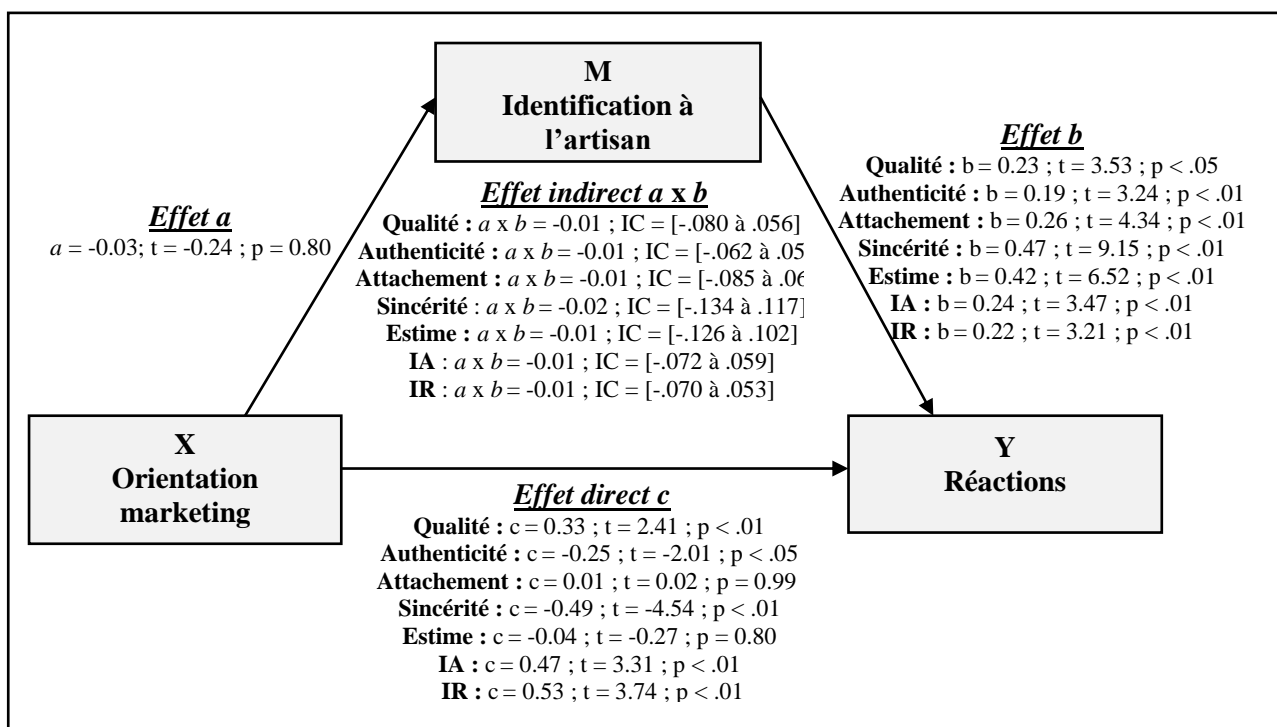 M
Identification à
l'artisan
Effet a
a = -0.03; t = -0.24 ; p = 0.80
Effet indirect a x b
Qualité : a x b = -0.01 ; IC = [-.080 à .056]
Authenticité : a x b = -0.01 ; IC = [-.062 à .05
Attachement : a x b = -0.01 ; IC = [-.085 à .06
Sincérité : a x b = -0.02 ; IC = [-.134 à .117]
Estime : a x b = -0.01 ; IC = [-.126 à .102]
IA : a x b = -0.01 ; IC = [-.072 à .059]
IR : a x b = -0.01 ; IC = [-.070 à .053]
Effet b
Qualité : b = 0.23 ; t = 3.53 ; p < .05
Authenticité : b = 0.19 ; t = 3.24 ; p < .01
Attachement : b = 0.26 ; t = 4.34 ; p < .01
Sincérité : b = 0.47 ; t = 9.15 ; p < .01
Estime : b = 0.42 ; t = 6.52 ; p < .01
IA : b = 0.24 ; t = 3.47 ; p < .01
IR : b = 0.22 ; t = 3.21 ; p < .01
X
Orientation
marketing
Y
Réactions
Effet direct c
Qualité : c = 0.33 ; t = 2.41 ; p < .01
Authenticité : c = -0.25 ; t = -2.01 ; p < .05
Attachement : c = 0.01 ; t = 0.02 ; p = 0.99
Sincérité : c = -0.49 ; t = -4.54 ; p < .01
Estime : c = -0.04 ; t = -0.27 ; p = 0.80
IA : c = 0.47 ; t = 3.31 ; p < .01
IR : c = 0.53 ; t = 3.74 ; p < .01